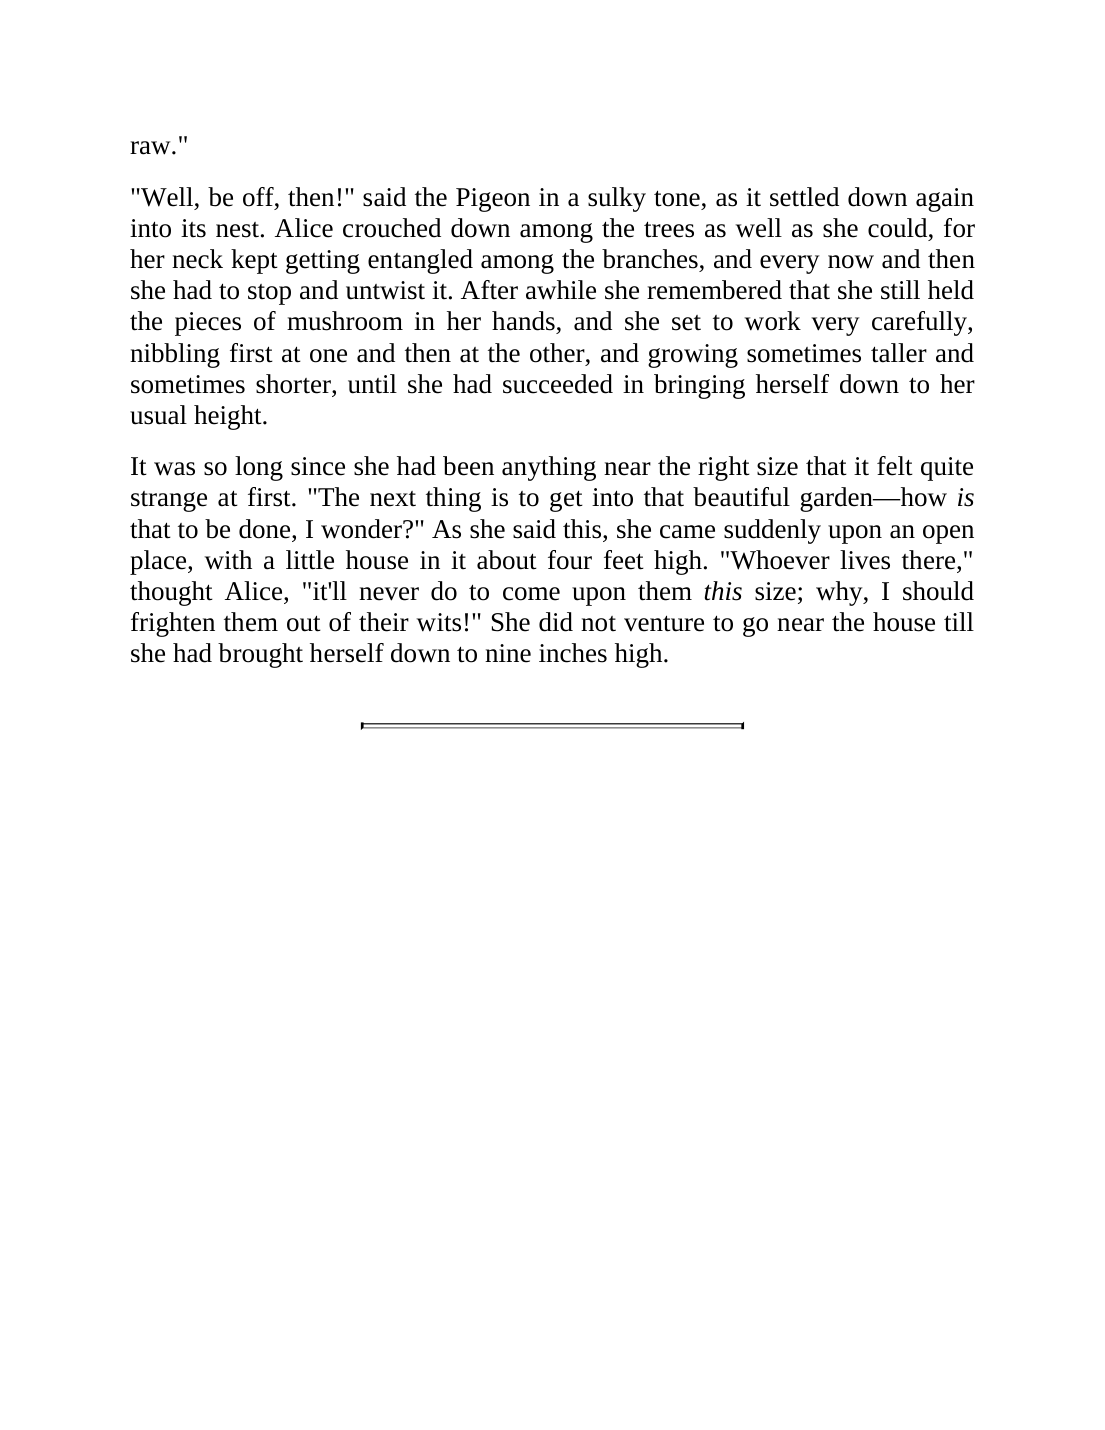 raw."
"Well, be off, then!" said the Pigeon in a sulky tone, as it settled down again
into its nest. Alice crouched down among the trees as well as she could, for
her neck kept getting entangled among the branches, and every now and then
she had to stop and untwist it. After awhile she remembered that she still held
the pieces of mushroom in her hands, and she set to work very carefully,
nibbling first at one and then at the other, and growing sometimes taller and
sometimes shorter, until she had succeeded in bringing herself down to her
usual height.
It was so long since she had been anything near the right size that it felt quite
strange at first. "The next thing is to get into that beautiful garden—how is
that to be done, I wonder?" As she said this, she came suddenly upon an open
place, with a little house in it about four feet high. "Whoever lives there,"
thought Alice, "it'll never do to come upon them this size; why, I should
frighten them out of their wits!" She did not venture to go near the house till
she had brought herself down to nine inches high.